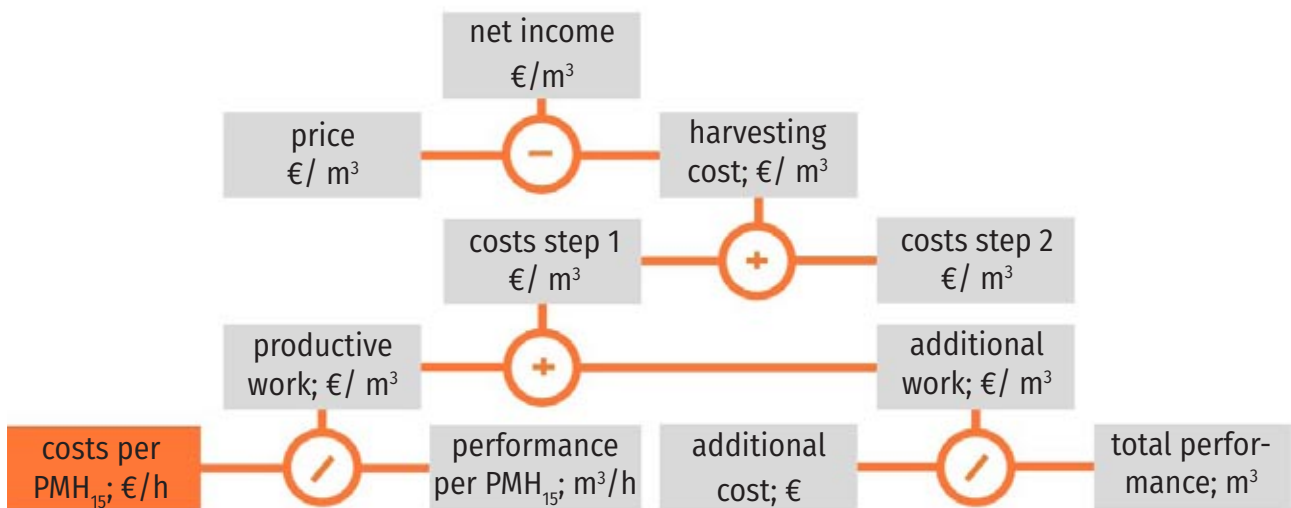 net income
€/m³
price
€/ m³
−
harvesting
cost; €/ m³
costs step 1
€/ m³
+
costs step 2
€/ m³
productive
work; €/ m³
+
additional
work; €/ m³
costs per
PMH₁₅; €/h
/
performance
per PMH₁₅; m³/h
additional
cost; €
/
total perfor-
mance; m³